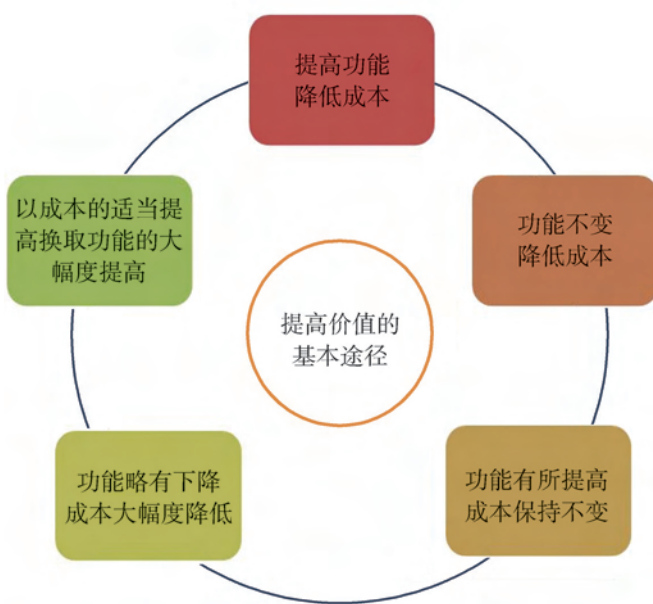 提高功能
降低成本
功能不变
降低成本
功能有所提高
成本保持不变
功能略有下降
成本大幅度降低
以成本的适当提
高换取功能的大
幅度提高
提高价值的
基本途径